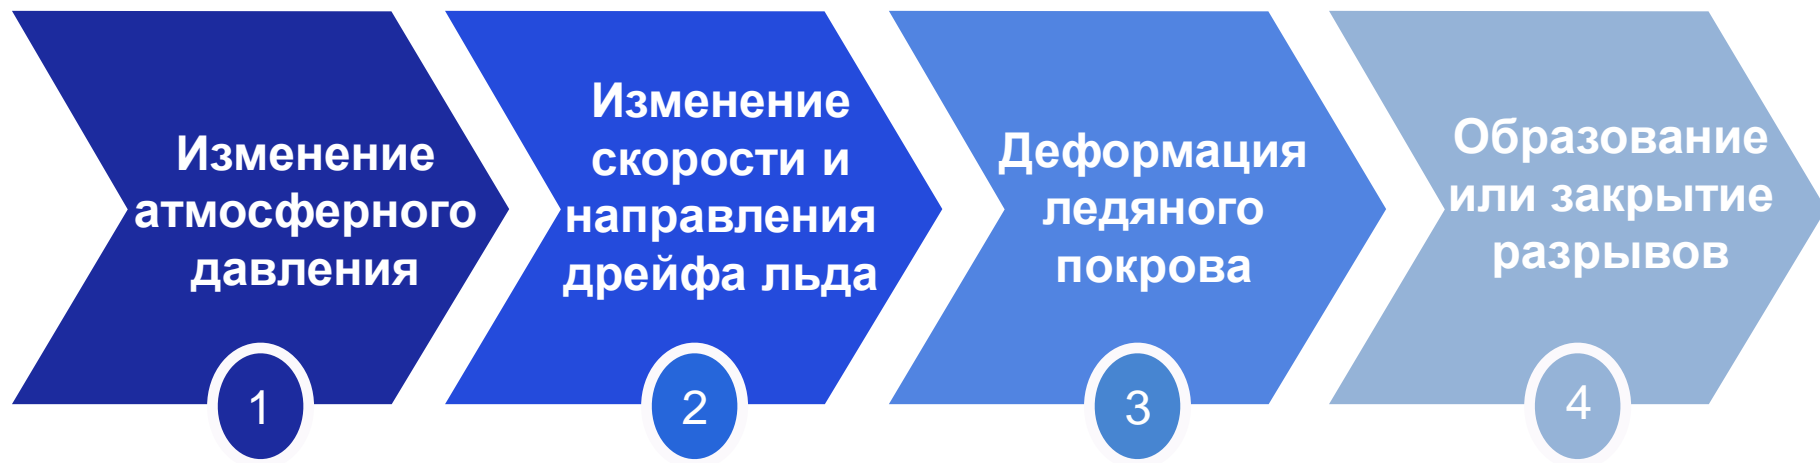 Изменение
атмосферного
давления
1
Изменение
скорости и
направления
дрейфа льда
2
Деформация
ледяного
покрова
3
Образование
или закрытие
разрывов
4